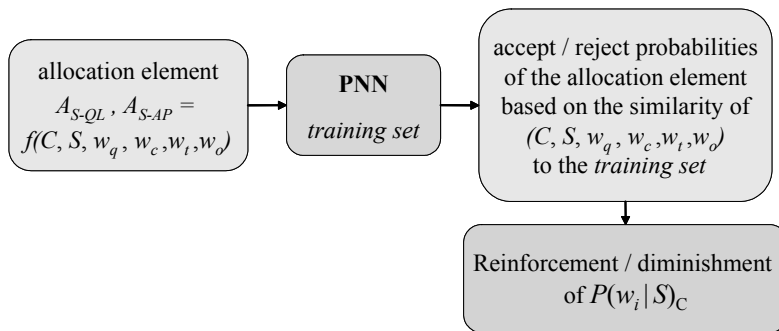 allocation element
A_{S-QL} , A_{S-AP} =
f(C, S, w_q , w_c ,w_t ,w_o)
PNN
training set
accept / reject probabilities
of the allocation element
based on the similarity of
(C, S, w_q , w_c ,w_t ,w_o)
to the training set
Reinforcement / diminishment
of P(w_i | S)_C